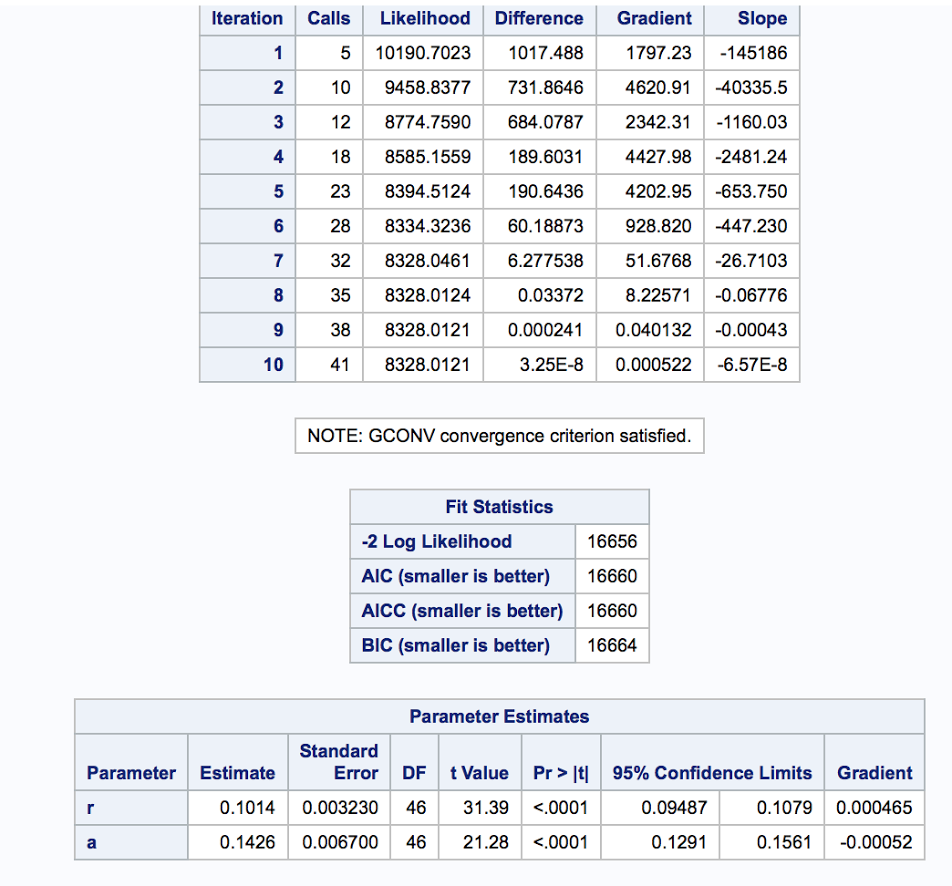 Iteration Calls Likelihood Difference Gradient Slope
1 5 10190.7023 1017.488 1797.23 -145186
2 10 9458.8377 731.8646 4620.91 -40335.5
3 12 8774.7590 684.0787 2342.31 -1160.03
4 18 8585.1559 189.6031 4427.98 -2481.24
5 23 8394.5124 190.6436 4202.95 -653.750
6 28 8334.3236 60.18873 928.820 -447.230
7 32 8328.0461 6.277538 51.6768 -26.7103
8 35 8328.0124 0.03372 8.22571 -0.06776
9 38 8328.0121 0.000241 0.040132 -0.00043
10 41 8328.0121 3.25E-8 0.000522 -6.57E-8
NOTE: GCONV convergence criterion satisfied.
Fit Statistics
-2 Log Likelihood 16656
AIC (smaller is better) 16660
AICC (smaller is better) 16660
BIC (smaller is better) 16664
Parameter Estimates
Parameter Estimate Standard Error DF t Value Pr > |t| 95% Confidence Limits Gradient
r 0.1014 0.003230 46 31.39 <.0001 0.09487 0.1079 0.000465
a 0.1426 0.006700 46 21.28 <.0001 0.1291 0.1561 -0.00052